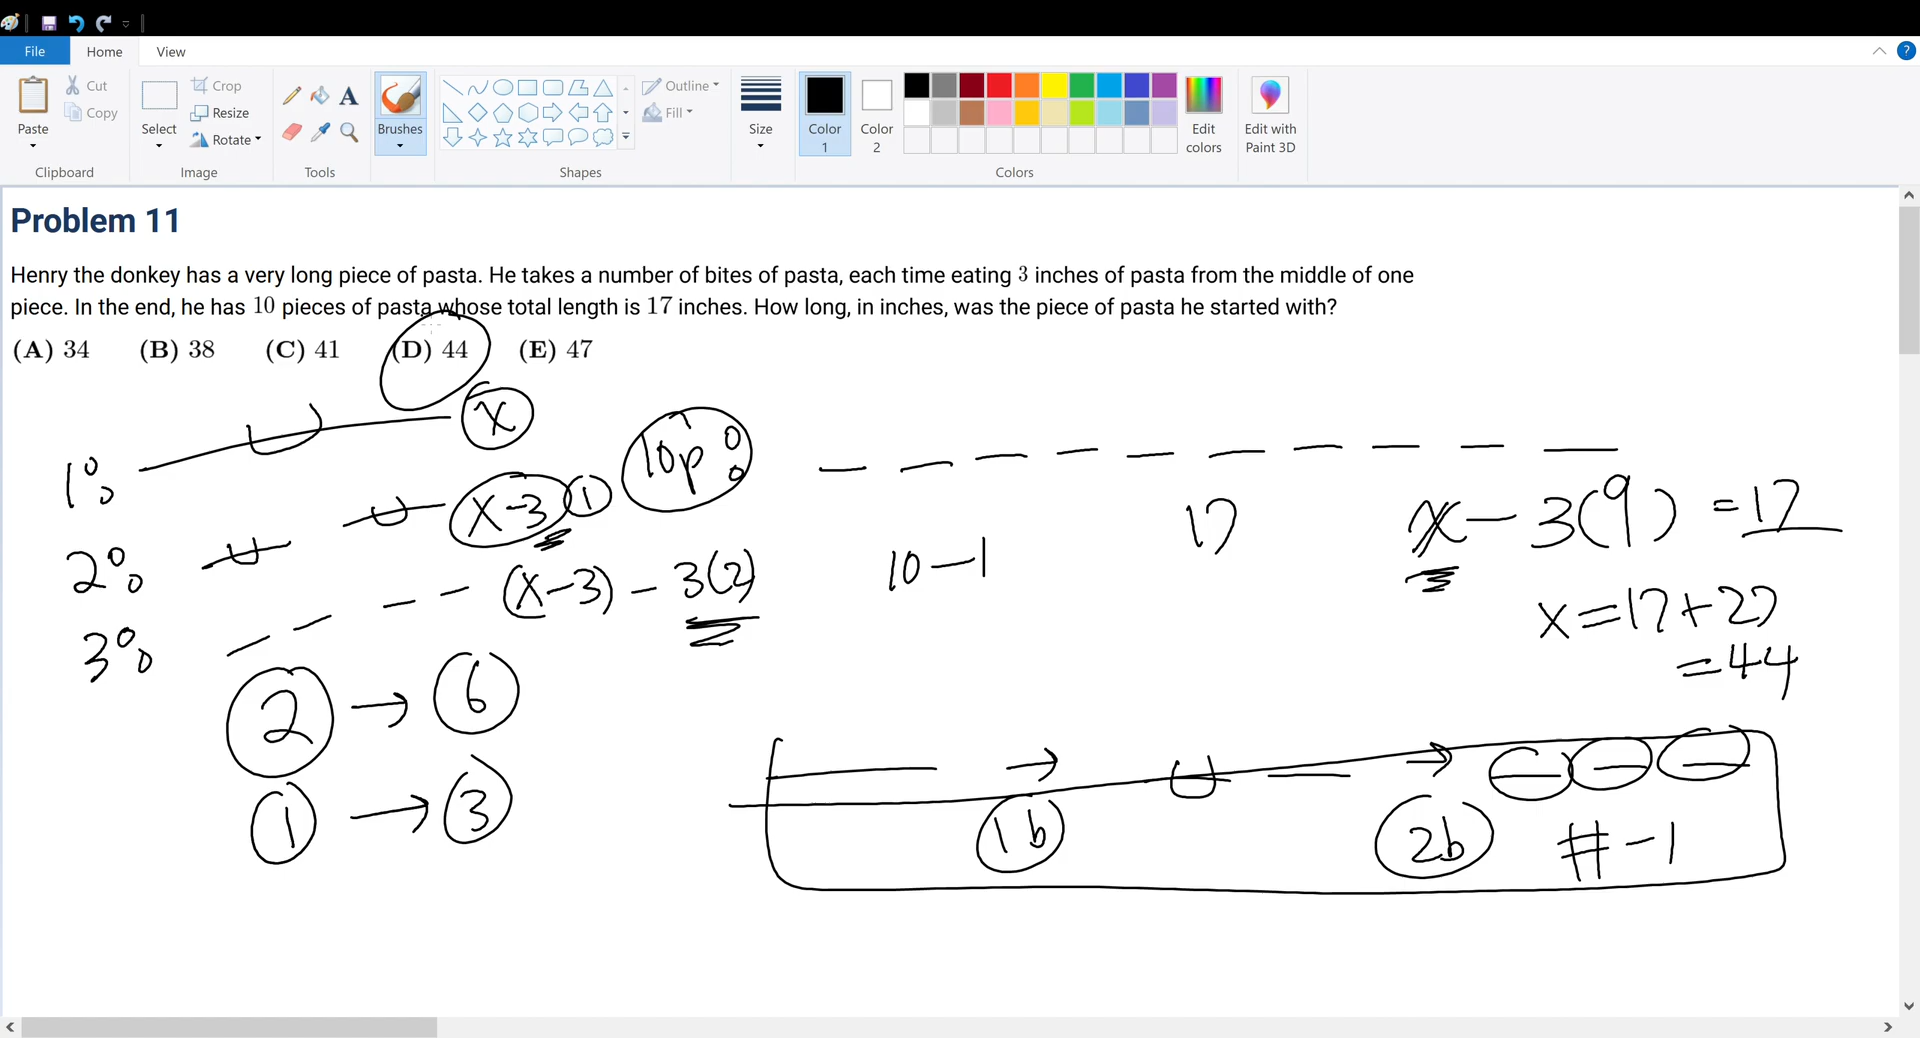 File
Home
View
Paste
Cut
Copy
Clipboard
Select
Crop
Resize
Rotate
Image
A
Tools
Brushes
Outline
Fill
Shapes
Size
Color
1
Color
2
Edit
colors
Edit with
Paint 3D
Colors
?
Problem 11
Henry the donkey has a very long piece of pasta. He takes a number of bites of pasta, each time eating 3 inches of pasta from the middle of one
piece. In the end, he has 10 pieces of pasta whose total length is 17 inches. How long, in inches, was the piece of pasta he started with?
(A) 34 (B) 38 (C) 41 (D) 44 (E) 47
x
1:
x-3 1
10p:
2:
(x-3) - 3(2)
3:
10-1
17
x - 3(9) = 17
x = 17+27
= 44
2 → 6
1 → 3
→ →
1b 2b # -1